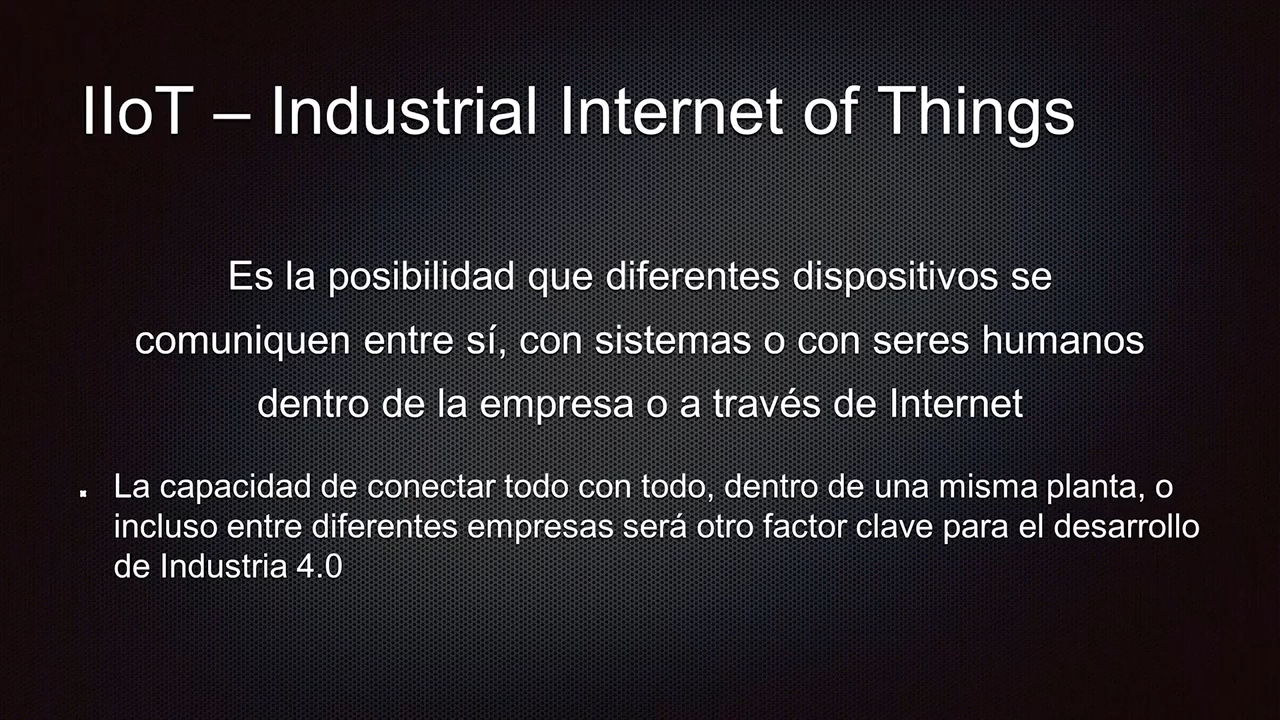 IIoT – Industrial Internet of Things
Es la posibilidad que diferentes dispositivos se
comuniquen entre sí, con sistemas o con seres humanos
dentro de la empresa o a través de Internet
▪ La capacidad de conectar todo con todo, dentro de una misma planta, o
incluso entre diferentes empresas será otro factor clave para el desarrollo
de Industria 4.0